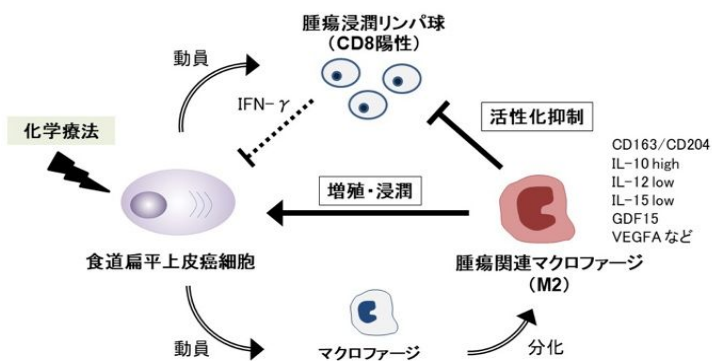 腫瘍浸潤リンパ球
(CD8陽性)
動員
IFN-γ
化学療法
活性化抑制
CD163/CD204
IL-10 high
IL-12 low
IL-15 low
GDF15
VEGFA など
増殖・浸潤
食道扁平上皮癌細胞
腫瘍関連マクロファージ
(M2)
動員
マクロファージ
分化